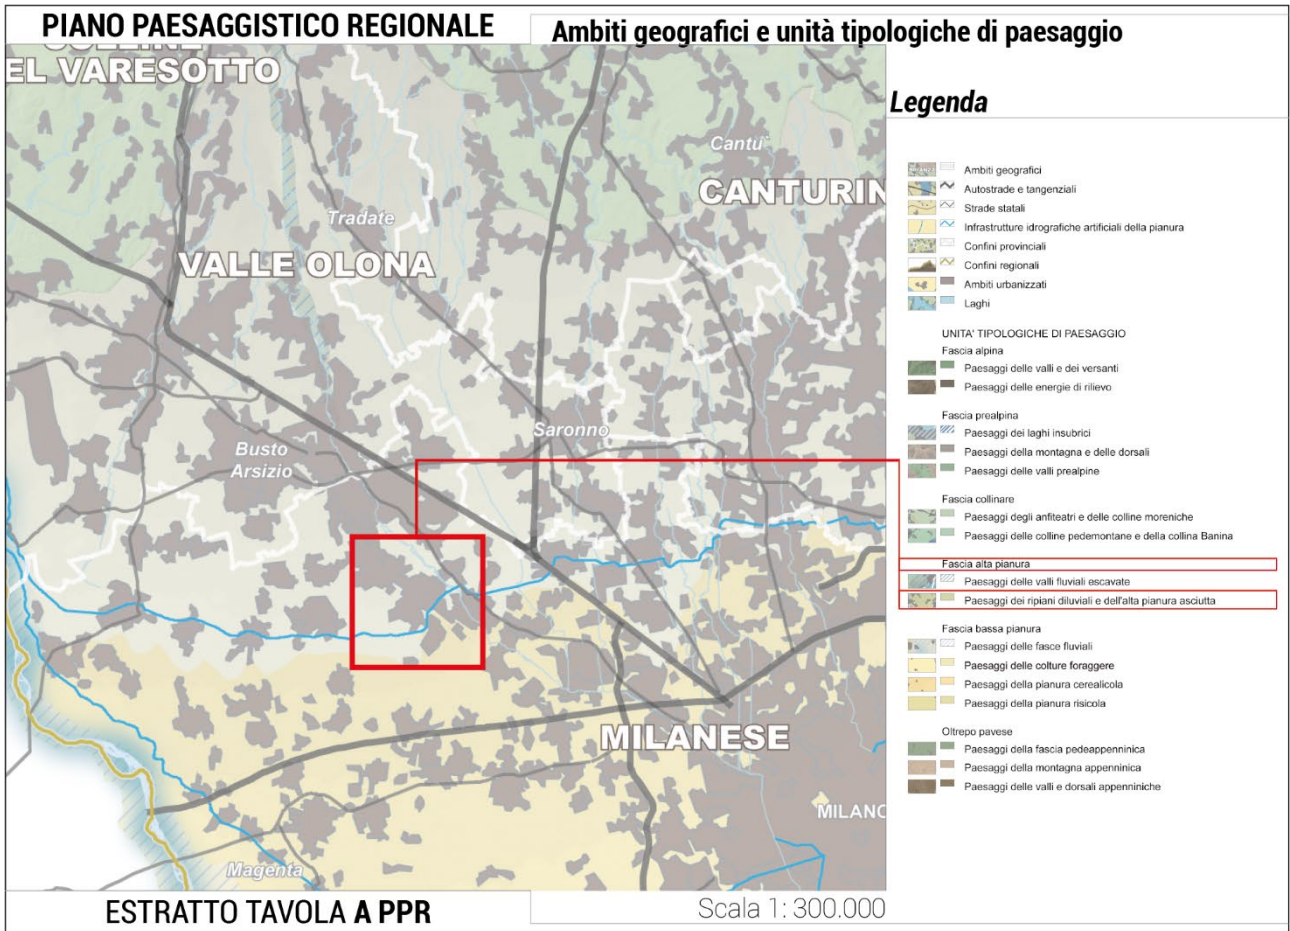 PIANO PAESAGGISTICO REGIONALE
Ambiti geografici e unità tipologiche di paesaggio
COLLINE
EL VARESOTTO
Cantù
CANTURIN
Tradate
VALLE OLONA
Saronno
Busto
Arsizio
MILANESE
MILANO
Magenta
Legenda
Ambiti geografici
Autostrade e tangenziali
Strade statali
Infrastrutture idrografiche artificiali della pianura
Confini provinciali
Confini regionali
Ambiti urbanizzati
Laghi
UNITA' TIPOLOGICHE DI PAESAGGIO
Fascia alpina
Paesaggi delle valli e dei versanti
Paesaggi delle energie di rilievo
Fascia prealpina
Paesaggi dei laghi insubrici
Paesaggi della montagna e delle dorsali
Paesaggi delle valli prealpine
Fascia collinare
Paesaggi degli anfiteatri e delle colline moreniche
Paesaggi delle colline pedemontane e della collina Banina
Fascia alta pianura
Paesaggi delle valli fluviali escavate
Paesaggi dei ripiani diluviali e dell'alta pianura asciutta
Fascia bassa pianura
Paesaggi delle fasce fluviali
Paesaggi delle colture foraggere
Paesaggi della pianura cerealicola
Paesaggi della pianura risicola
Oltrepo pavese
Paesaggi della fascia pedeappenninica
Paesaggi della montagna appenninica
Paesaggi delle valli e dorsali appenniniche
ESTRATTO TAVOLA A PPR
Scala 1: 300.000